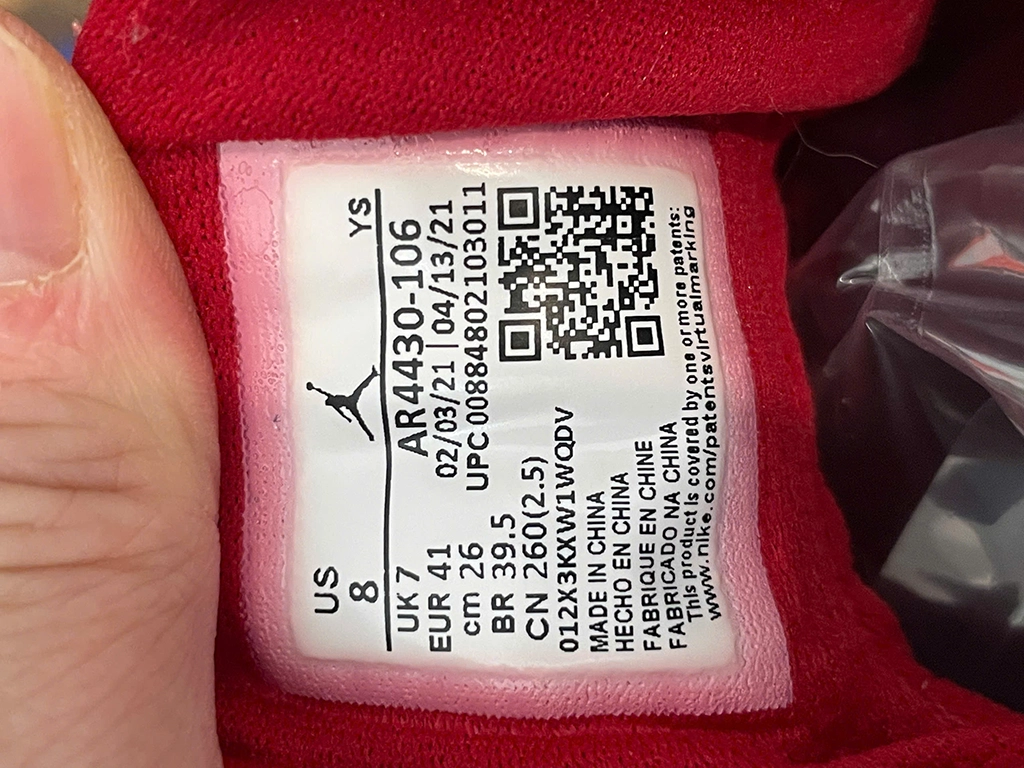 US
8
YS
UK 7
EUR 41
cm 26
BR 39.5
CN 260(2.5)
AR4430-106
02/03/21 | 04/13/21
UPC 00884802103011
012X3KXW1WQDV
MADE IN CHINA
HECHO EN CHINA
FABRIQUE EN CHINE
FABRICADO NA CHINA
This product is covered by one or more patents:
www.nike.com/patentsvirtualmarking